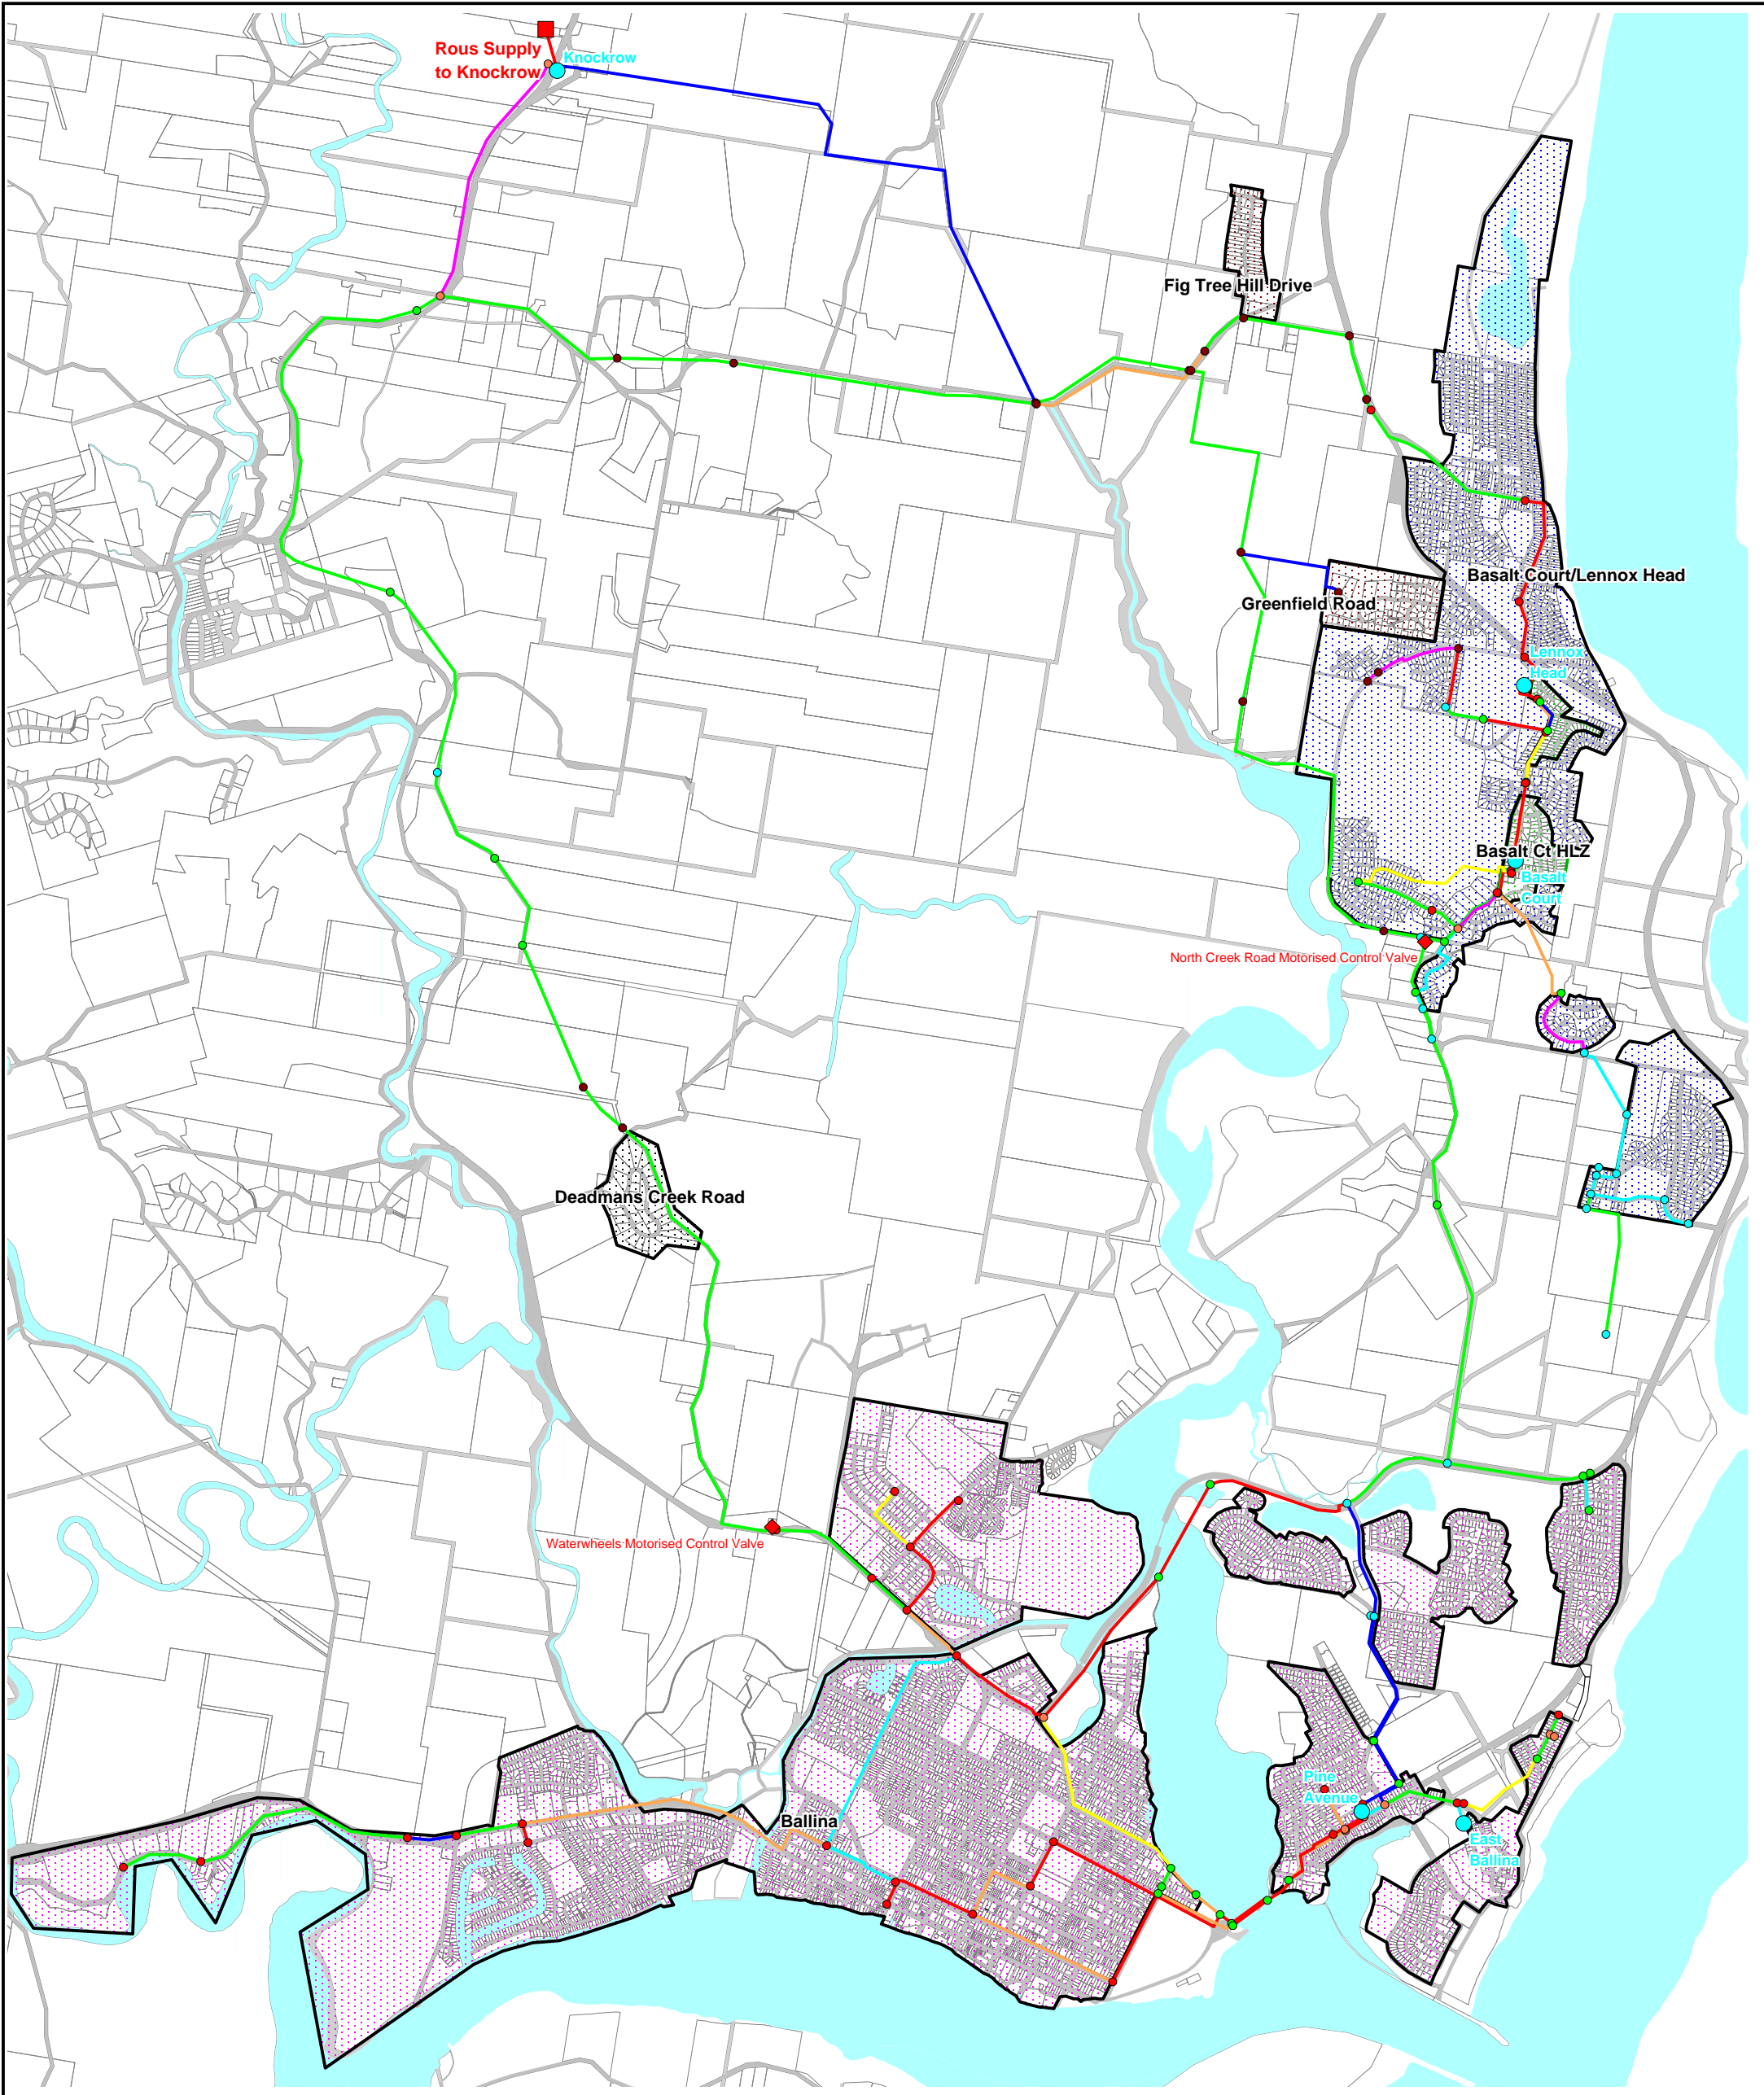 Rous Supply
to Knockrow
Knockrow
Fig Tree Hill Drive
Basalt Court/Lennox Head
Greenfield Road
Lennox
Head
Basalt Ct HLZ
Basalt
Court
North Creek Road Motorised Control Valve
Deadmans Creek Road
Waterwheels Motorised Control Valve
Pine
Avenue
Ballina
East
Ballina